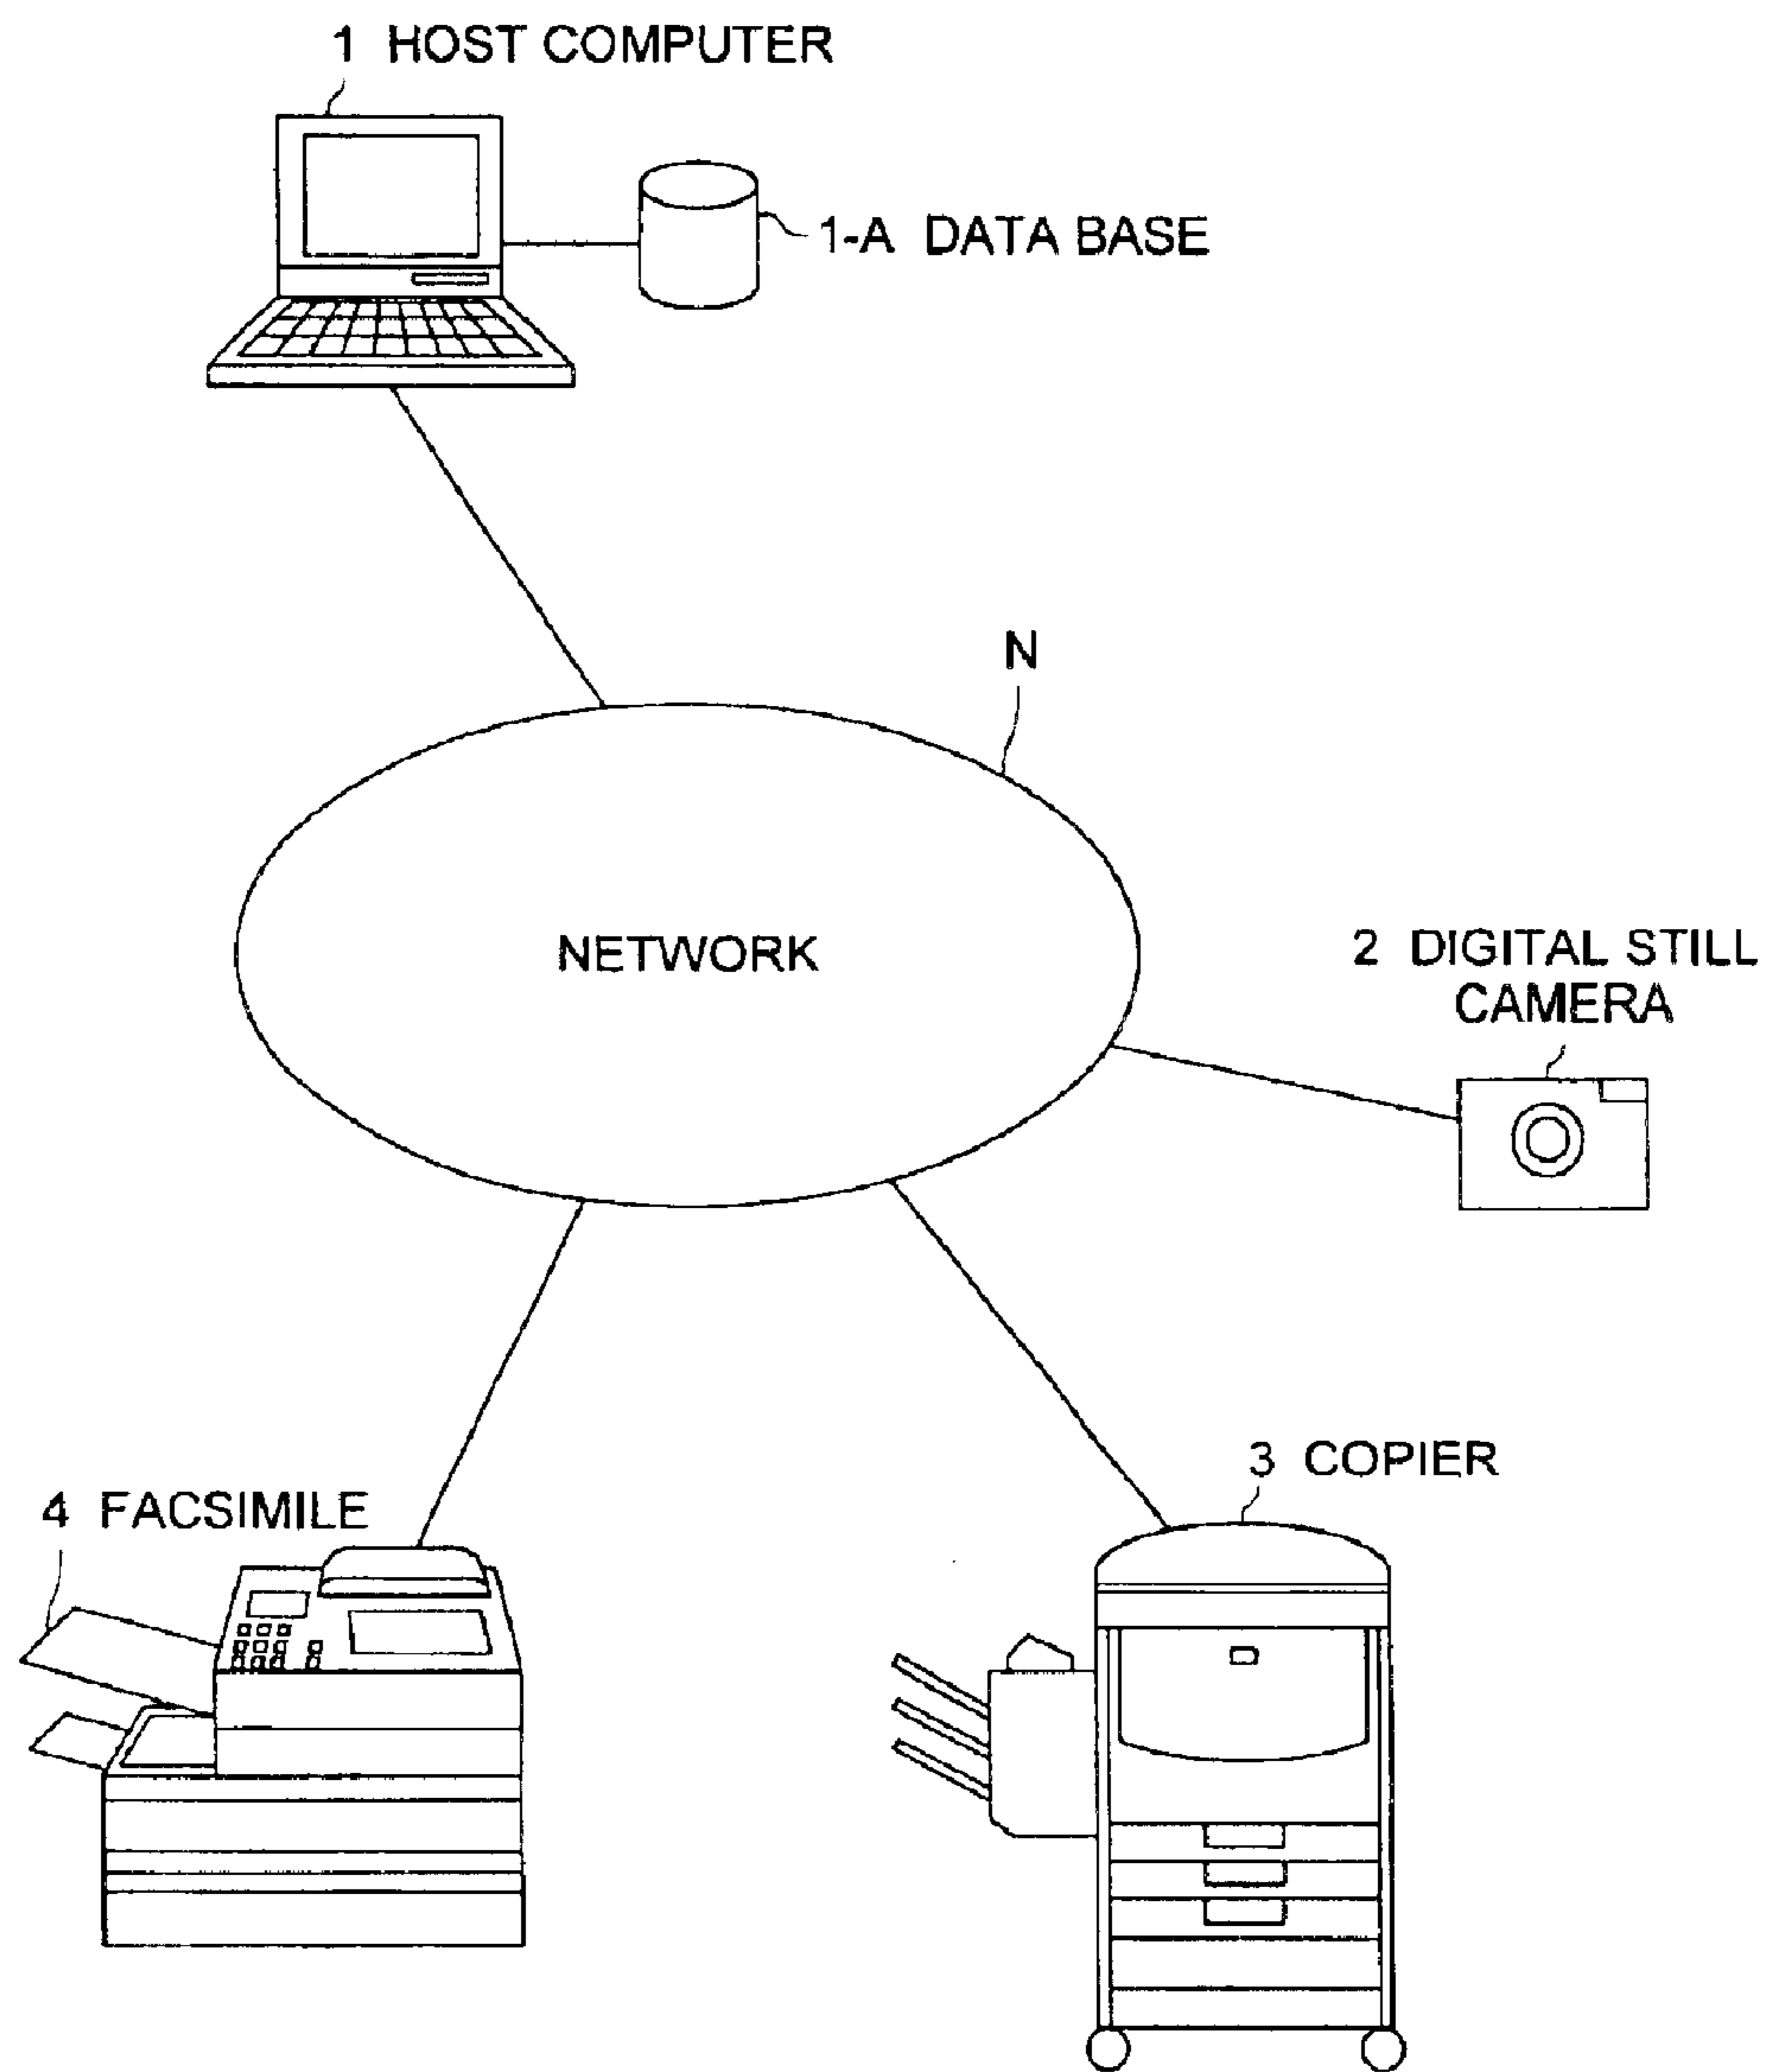 1 HOST COMPUTER
1-A DATA BASE
N
NETWORK
2 DIGITAL STILL
CAMERA
3 COPIER
4 FACSIMILE